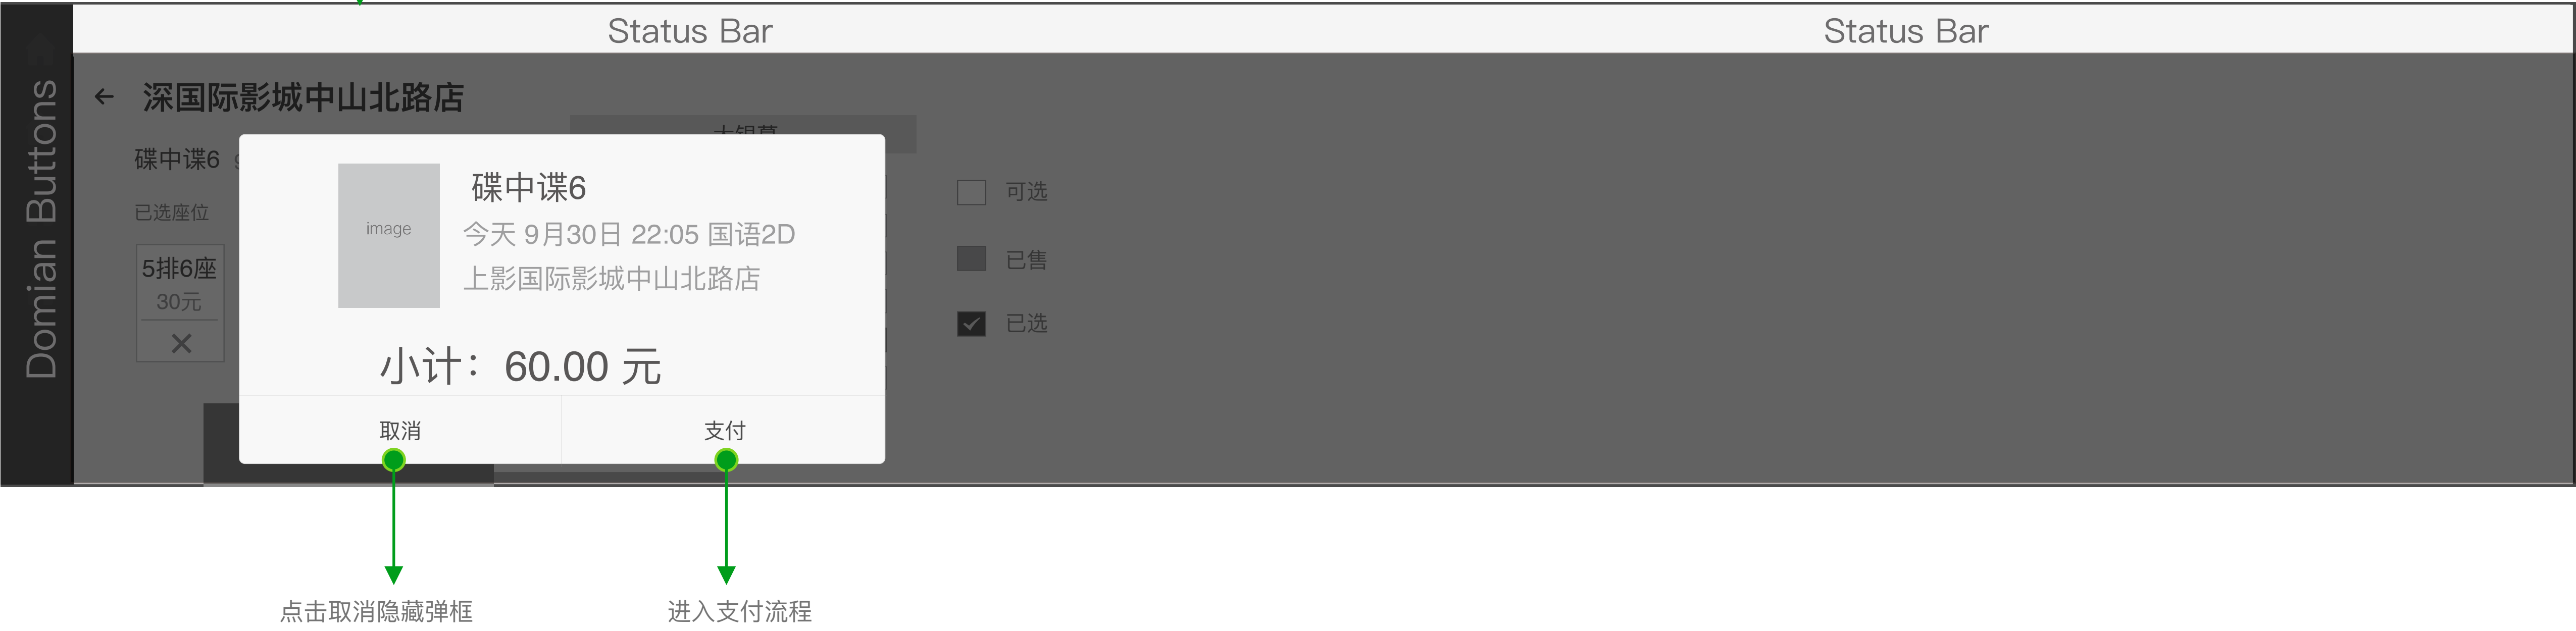 Status Bar
Status Bar
Domian Buttons
深国际影城中山北路店
大银幕
碟中谍6
已选座位
5排6座
30元
image
碟中谍6
今天 9月30日 22:05 国语2D
上影国际影城中山北路店
小计：60.00 元
取消
支付
可选
已售
已选
点击取消隐藏弹框
进入支付流程